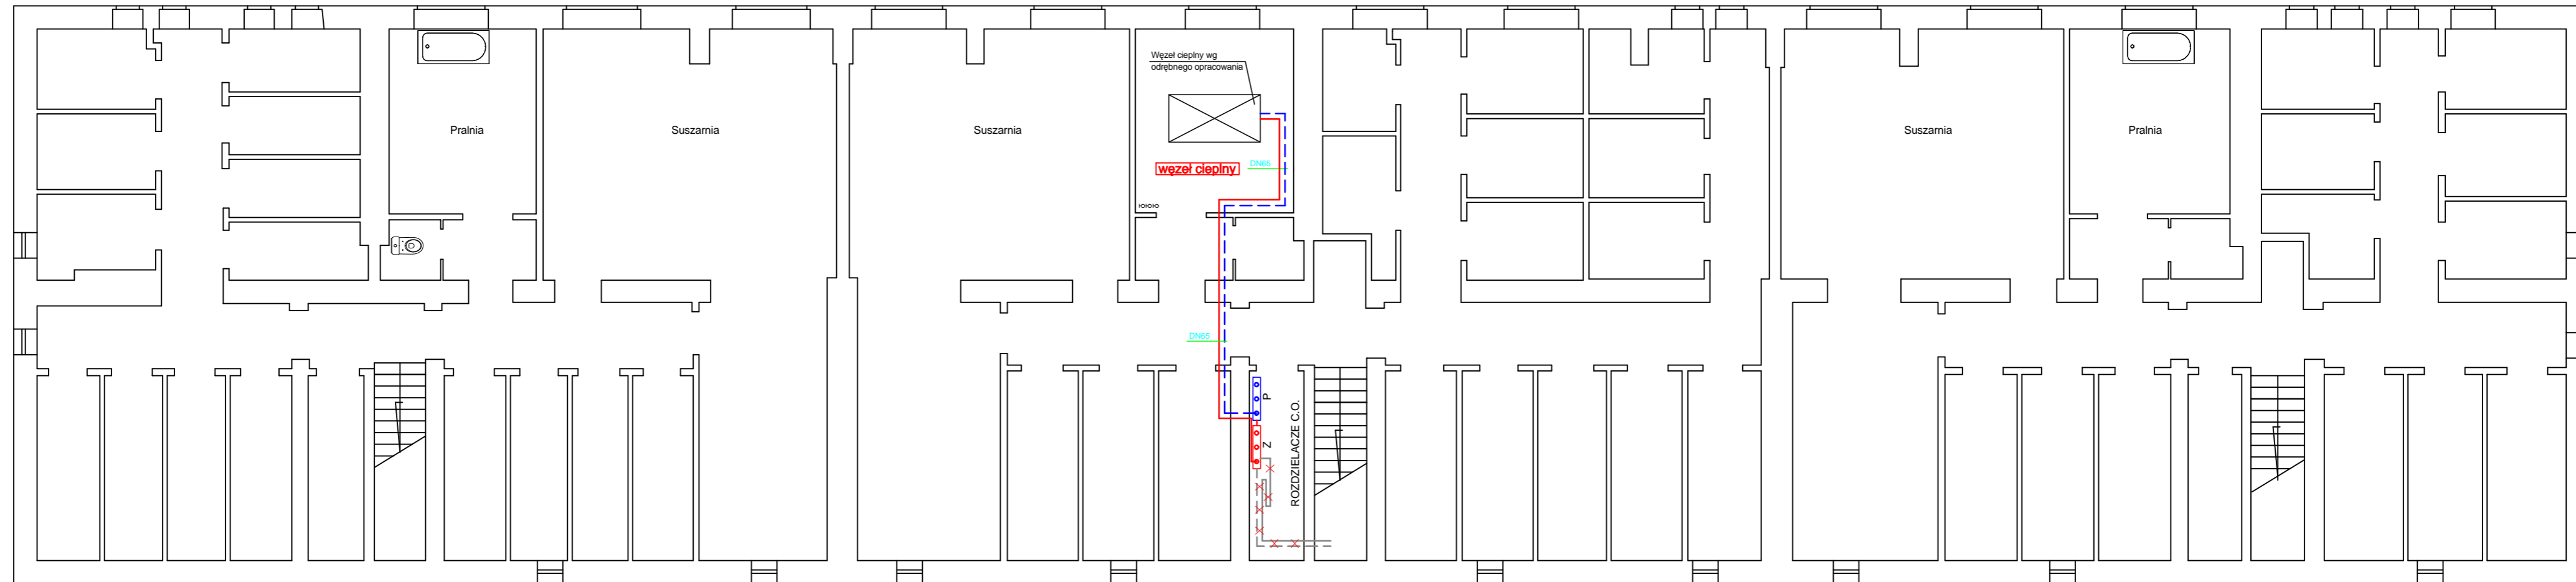 Węzeł cieplny wg
odrębnego opracowania
Pralnia
Suszarnia
Suszarnia
Suszarnia
Pralnia
węzeł cieplny
DN65
DN65
P
Z
ROZDZIELACZE C.O.